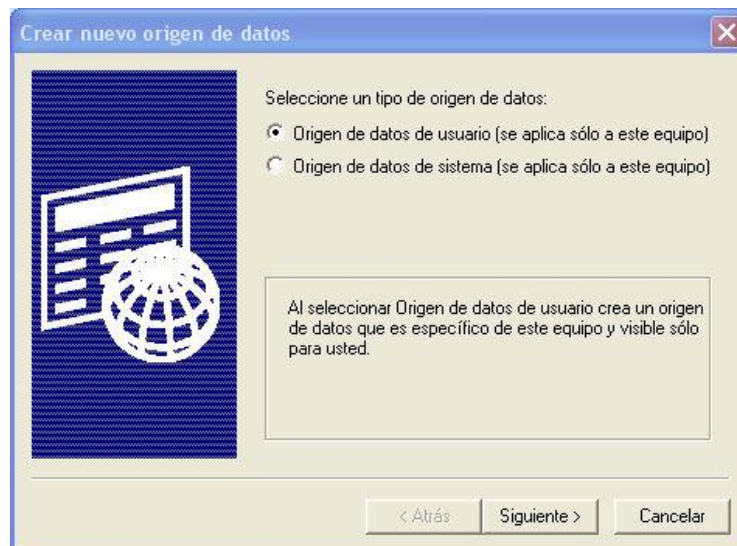 Crear nuevo origen de datos
Seleccione un tipo de origen de datos:
Origen de datos de usuario (se aplica sólo a este equipo)
Origen de datos de sistema (se aplica sólo a este equipo)
Al seleccionar Origen de datos de usuario crea un origen
de datos que es específico de este equipo y visible sólo
para usted.
< Atrás
Siguiente >
Cancelar